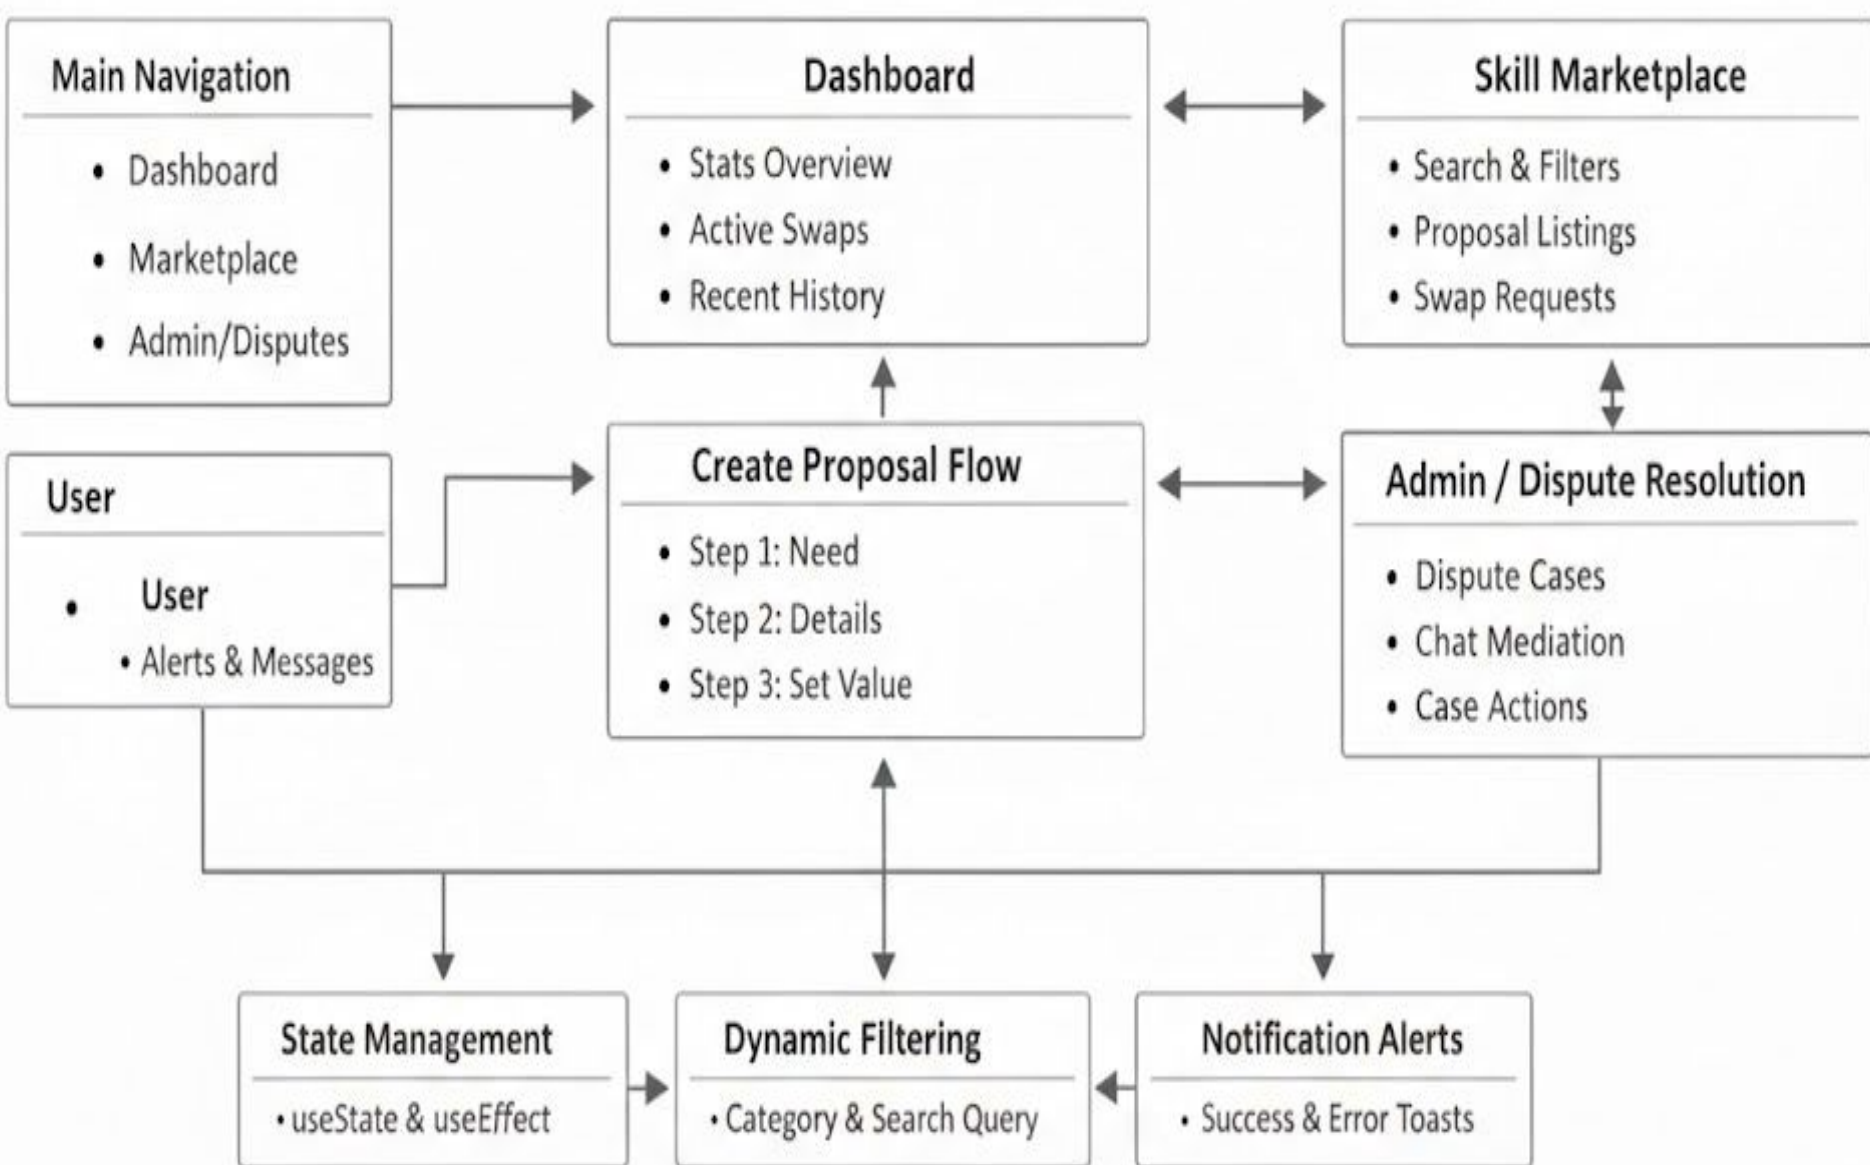 Main Navigation
• Dashboard
• Marketplace
• Admin/Disputes
Dashboard
• Stats Overview
• Active Swaps
• Recent History
Skill Marketplace
• Search & Filters
• Proposal Listings
• Swap Requests
User
• User
• Alerts & Messages
Create Proposal Flow
• Step 1: Need
• Step 2: Details
• Step 3: Set Value
Admin / Dispute Resolution
• Dispute Cases
• Chat Mediation
• Case Actions
State Management
• useState & useEffect
Dynamic Filtering
• Category & Search Query
Notification Alerts
• Success & Error Toasts